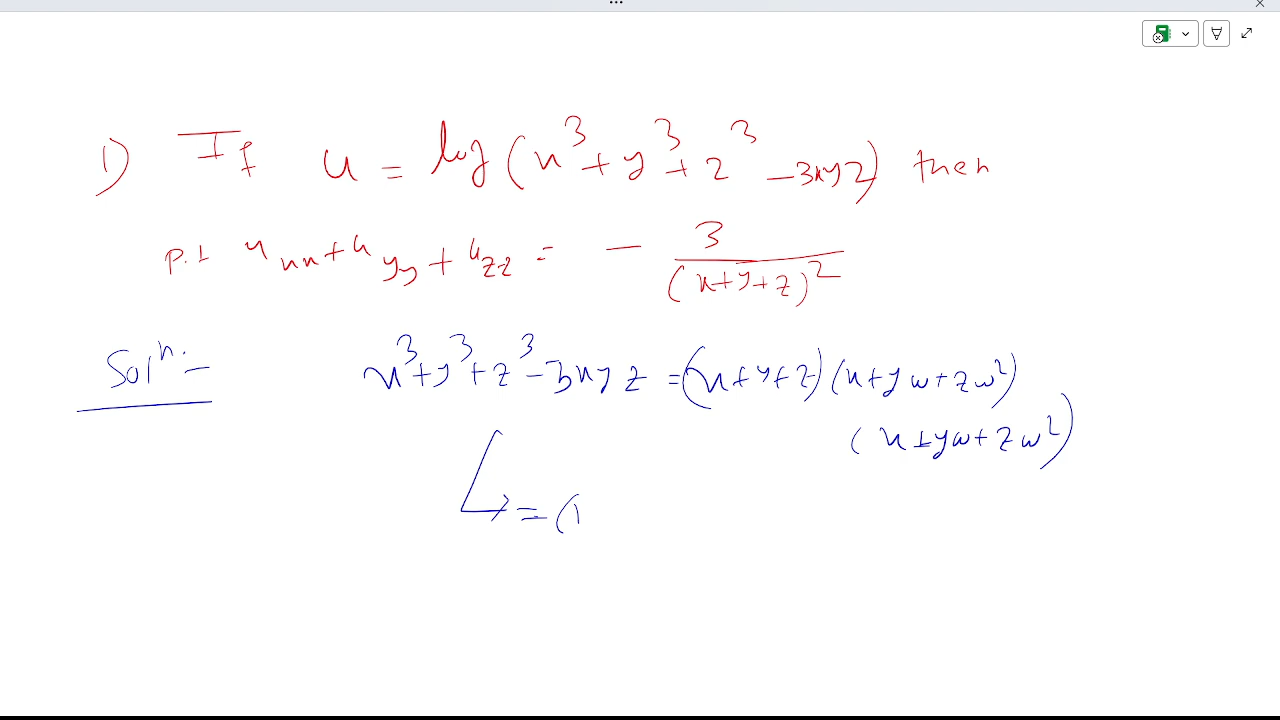 1) If u = log(x³ + y³ + z³ - 3xyz) then
P.T u_xx + u_yy + u_zz = - 3/(x+y+z)²
Solⁿ:-
x³+y³+z³-3xyz = (x+y+z)(x+yω+zω²)
(x+yω+zω²)
= (